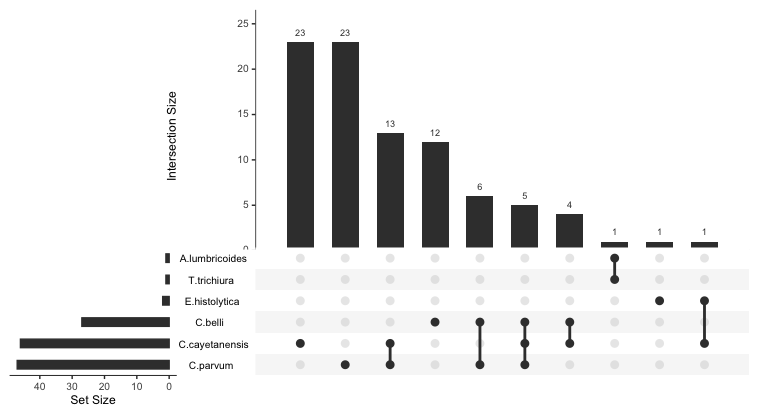 25
23 23
20
15
13
12
10
6
5
5
4
1 1 1
0
Intersection Size
A.lumbricoides
T.trichiura
E.histolytica
C.belli
C.cayetanensis
C.parvum
40 30 20 10 0
Set Size